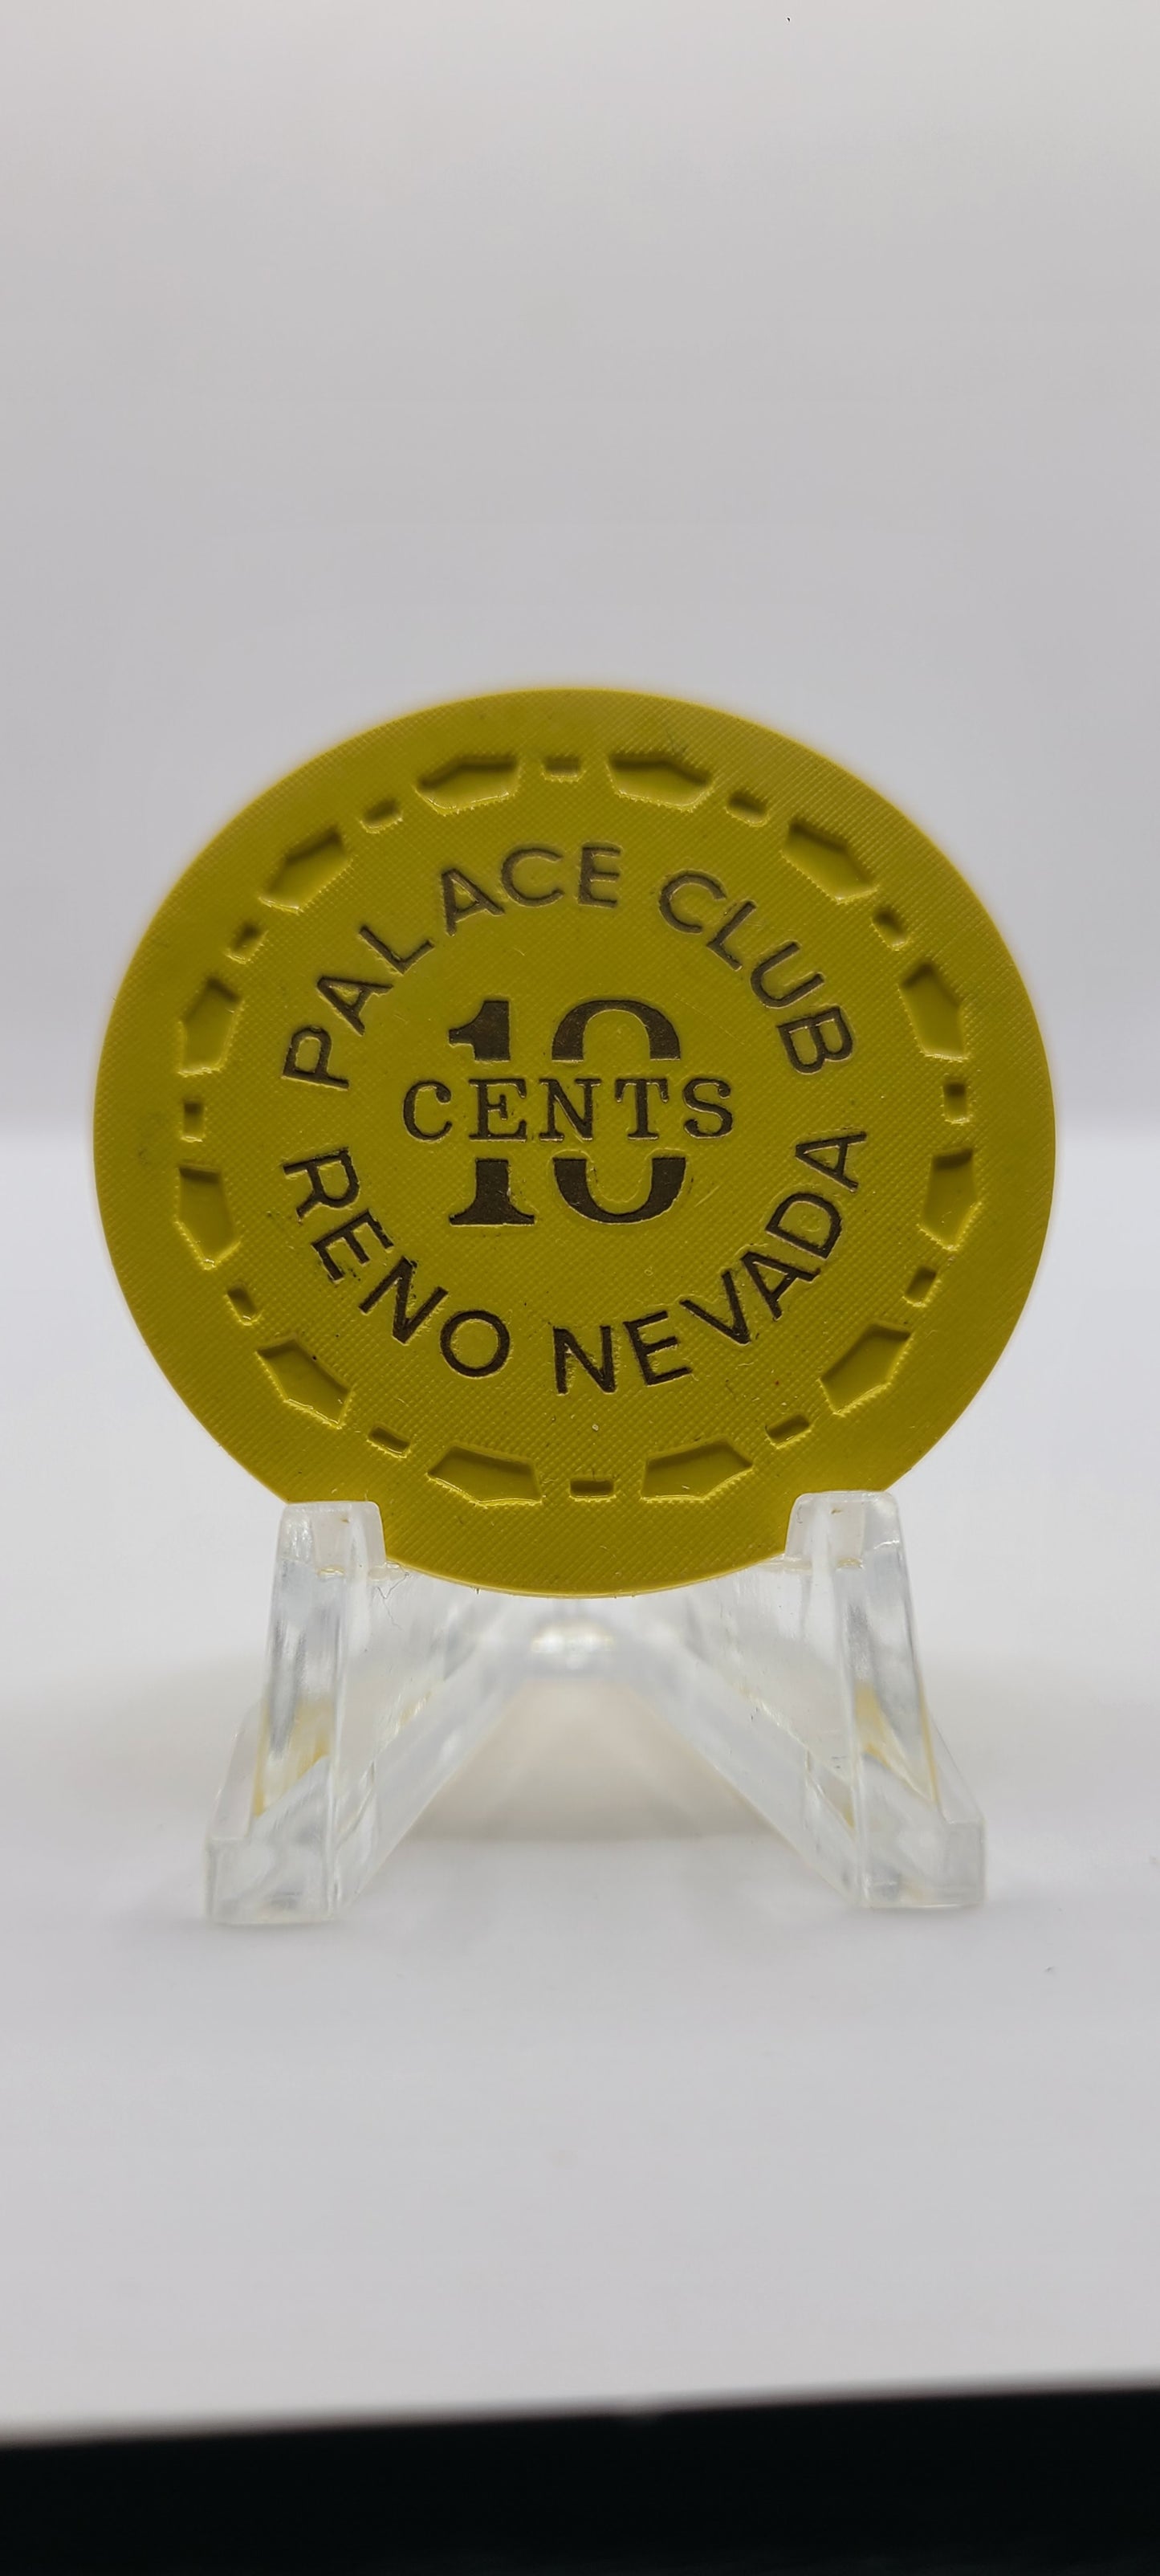 PALACE CLUB
10
CENTS
RENO NEVADA